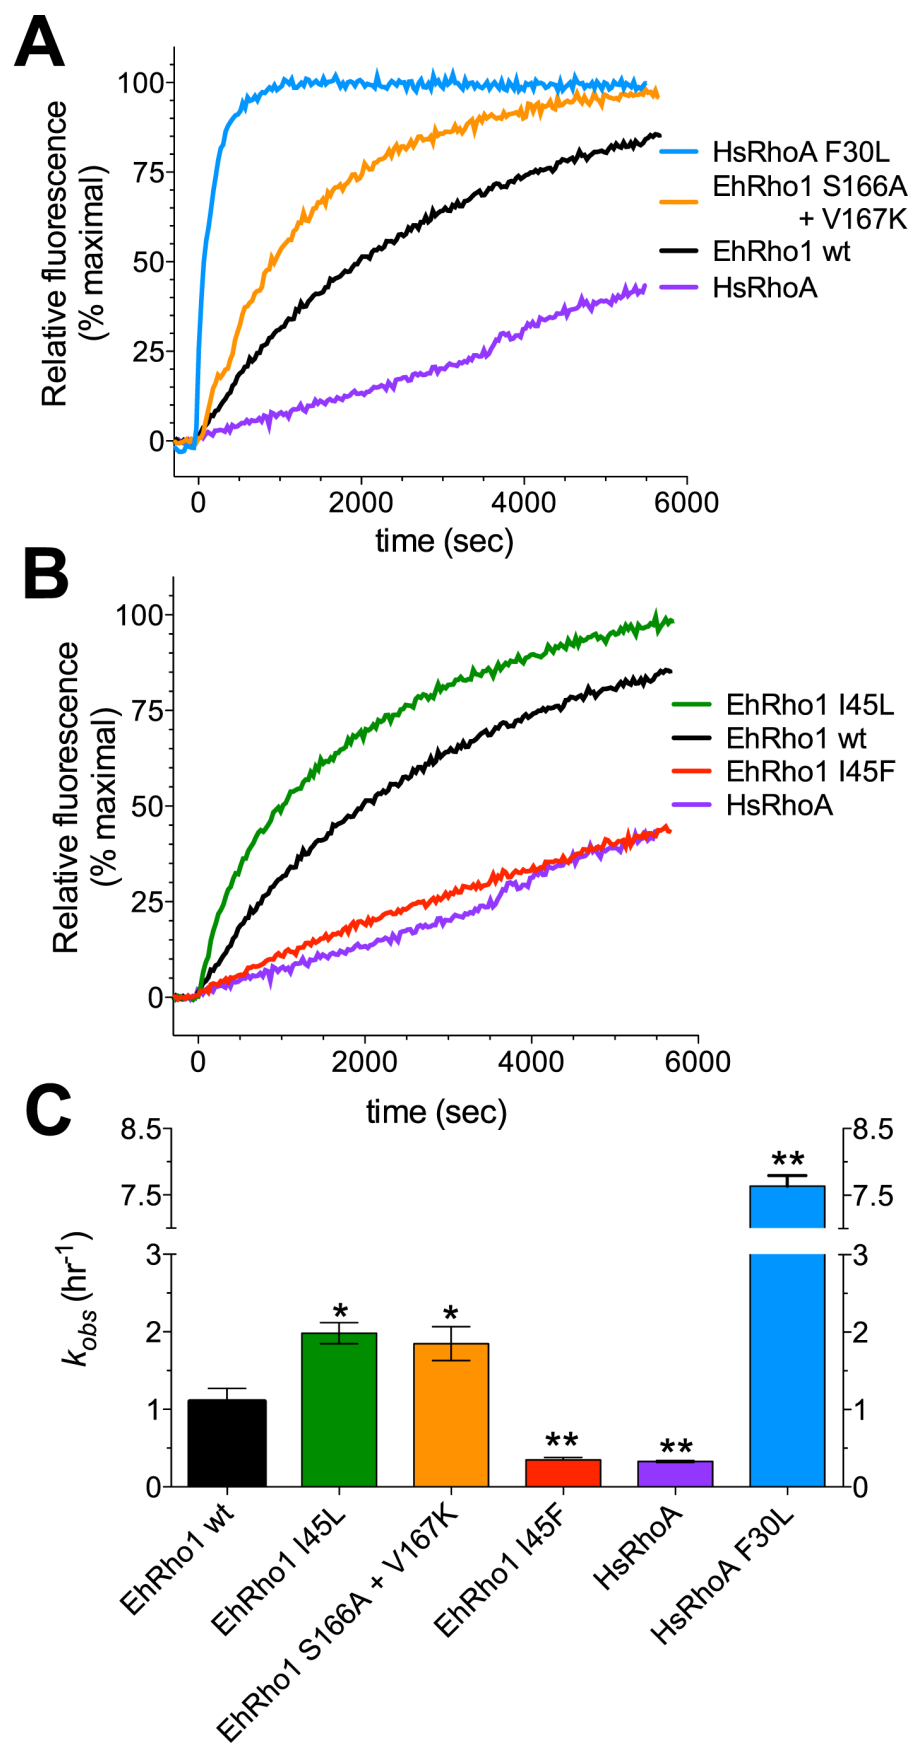 A
Relative fluorescence
(% maximal)
100
75
50
25
0
0
2000
4000
6000
time (sec)
HsRhoA F30L
EhRho1 S166A
+ V167K
EhRho1 wt
HsRhoA
B
Relative fluorescence
(% maximal)
100
75
50
25
0
0
2000
4000
6000
time (sec)
EhRho1 I45L
EhRho1 wt
EhRho1 I45F
HsRhoA
C
kobs (hr-1)
8.5
7.5
3
2
1
0
8.5
7.5
3
2
1
0
*
*
**
**
**
EhRho1 wt
EhRho1 I45L
EhRho1 S166A + V167K
EhRho1 I45F
HsRhoA
HsRhoA F30L